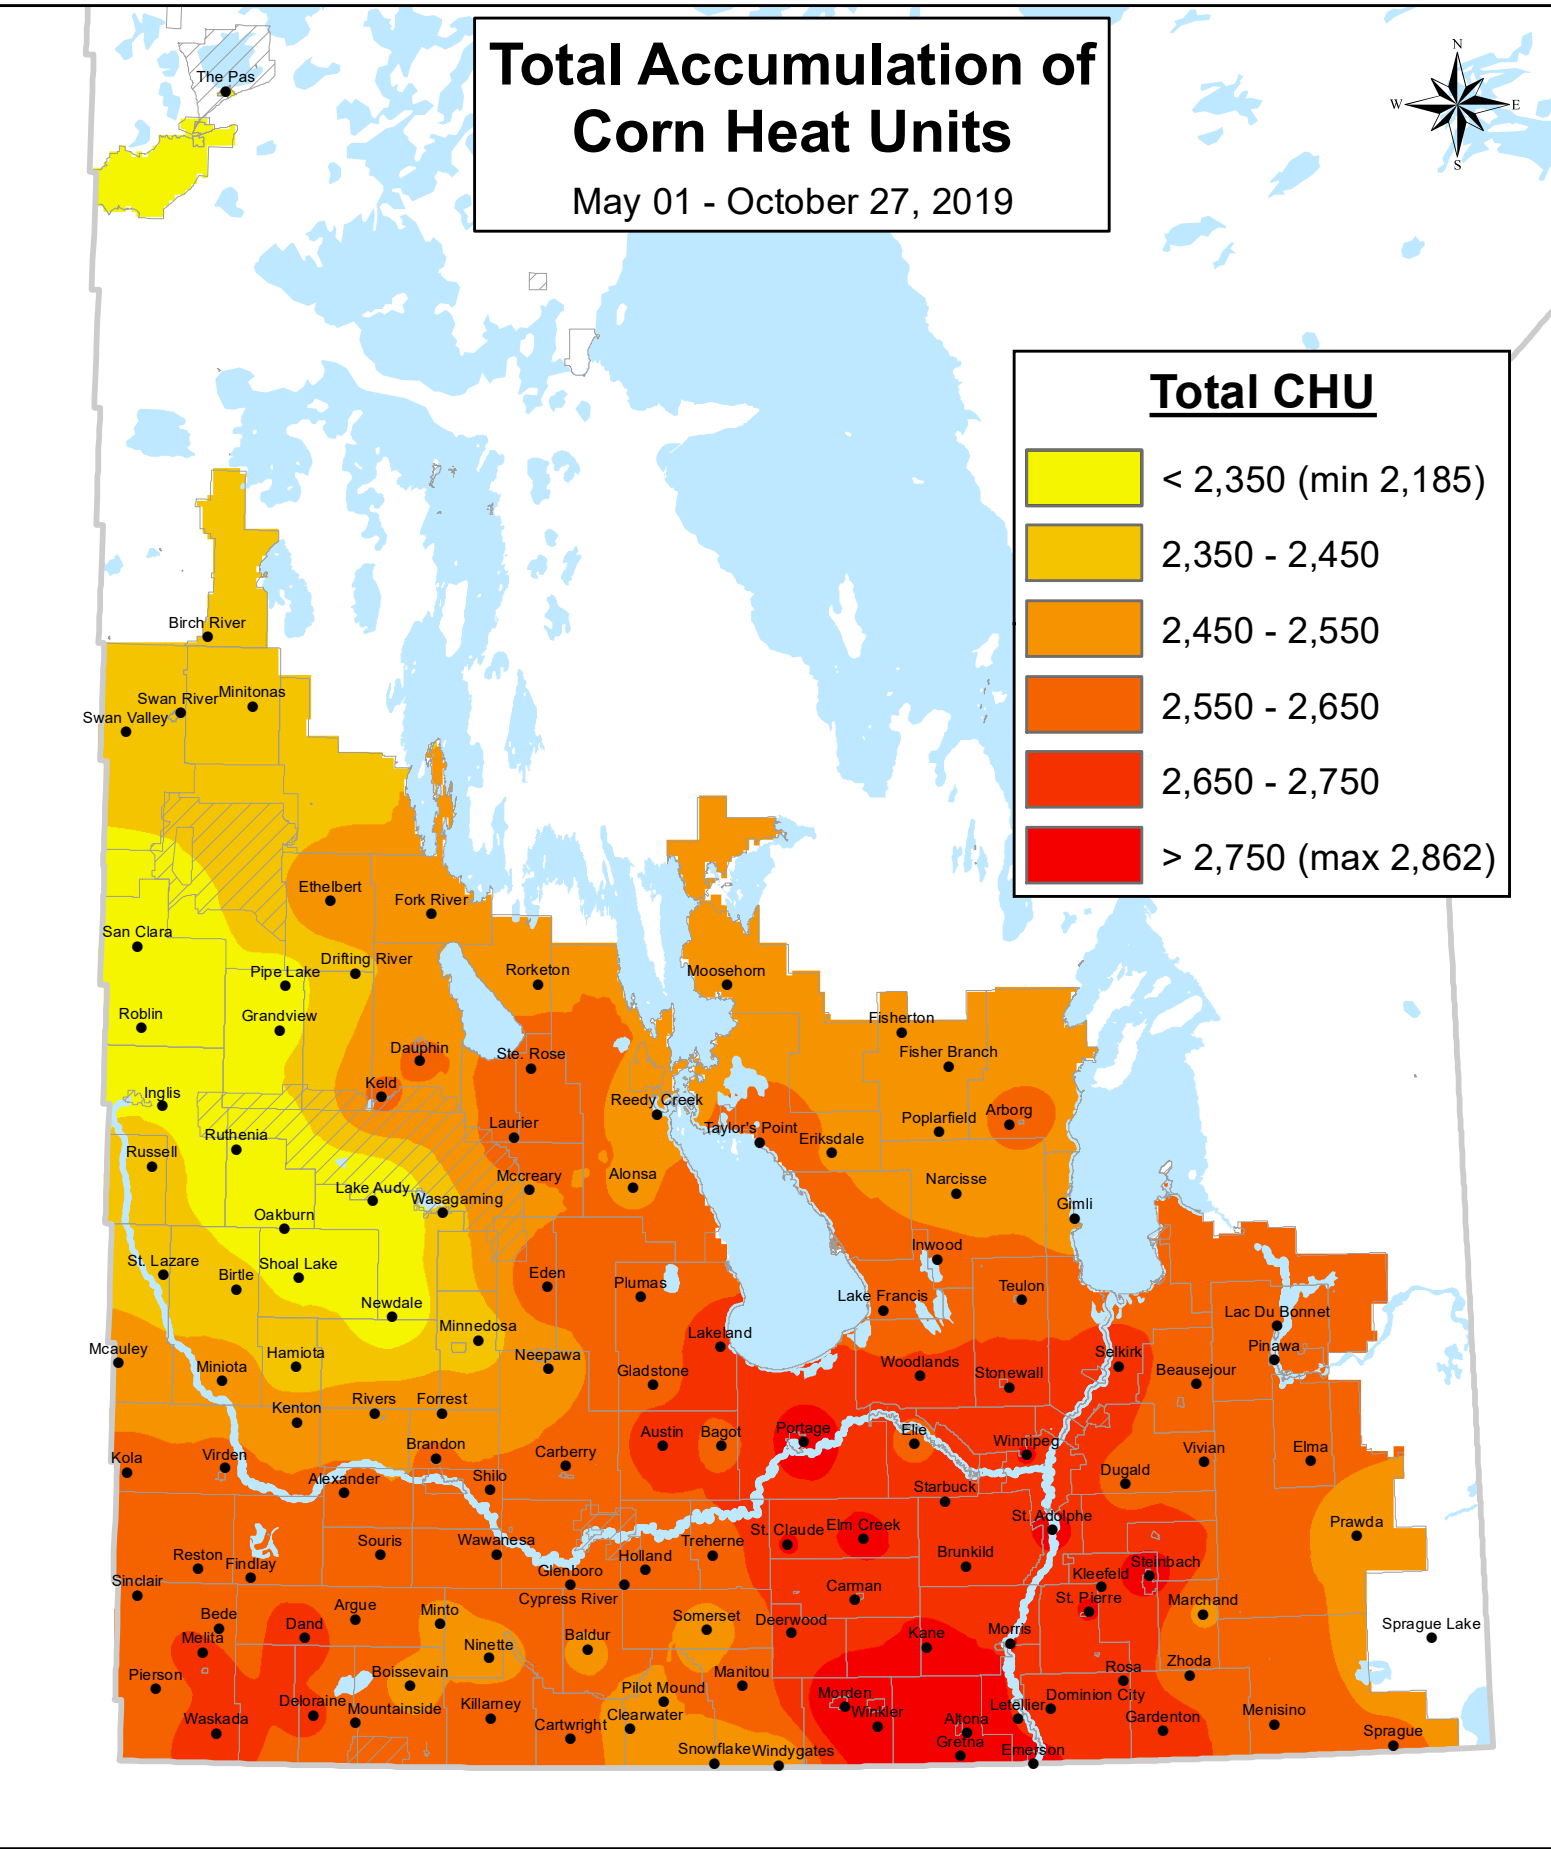 Total Accumulation of
Corn Heat Units
May 01 - October 27, 2019
N
W E
S
The Pas
Total CHU
< 2,350 (min 2,185)
2,350 - 2,450
2,450 - 2,550
2,550 - 2,650
2,650 - 2,750
> 2,750 (max 2,862)
Birch River
Swan River
Minitonas
Swan Valley
Ethelbert
Fork River
San Clara
Drifting River
Pipe Lake
Rorketon
Moosehorn
Roblin
Grandview
Fisherton
Dauphin
Ste. Rose
Fisher Branch
Keld
Inglis
Reedy Creek
Arborg
Laurier
Poplarfield
Ruthenia
Taylor's Point
Eriksdale
Russell
Mccreary
Alonsa
Narcisse
Lake Audy
Wasagaming
Gimli
Oakburn
Inwood
St. Lazare
Birtle
Shoal Lake
Eden
Plumas
Lake Francis
Teulon
Newdale
Lac Du Bonnet
Minnedosa
Lakeland
Pinawa
Mcauley
Hamiota
Neepawa
Selkirk
Miniota
Gladstone
Woodlands
Stonewall
Beausejour
Rivers
Forrest
Kenton
Austin
Bagot
Portage
Elie
Winnipeg
Kola
Virden
Brandon
Carberry
Vivian
Elma
Alexander
Shilo
Dugald
Starbuck
St. Adolphe
Prawda
St. Claude
Elm Creek
Souris
Wawanesa
Treherne
Reston
Findlay
Holland
Brunkild
Steinbach
Sinclair
Glenboro
Kleefeld
Cypress River
Carman
St. Pierre
Marchand
Bede
Argue
Minto
Somerset
Deerwood
Sprague Lake
Dand
Melita
Ninette
Baldur
Kane
Morris
Pierson
Boissevain
Manitou
Rosa
Zhoda
Pilot Mound
Morden
Deloraine
Mountainside
Killarney
Clearwater
Winkler
Letellier
Dominion City
Waskada
Cartwright
Altona
Gardenton
Menisino
Sprague
Snowflake
Windygates
Gretna
Emerson